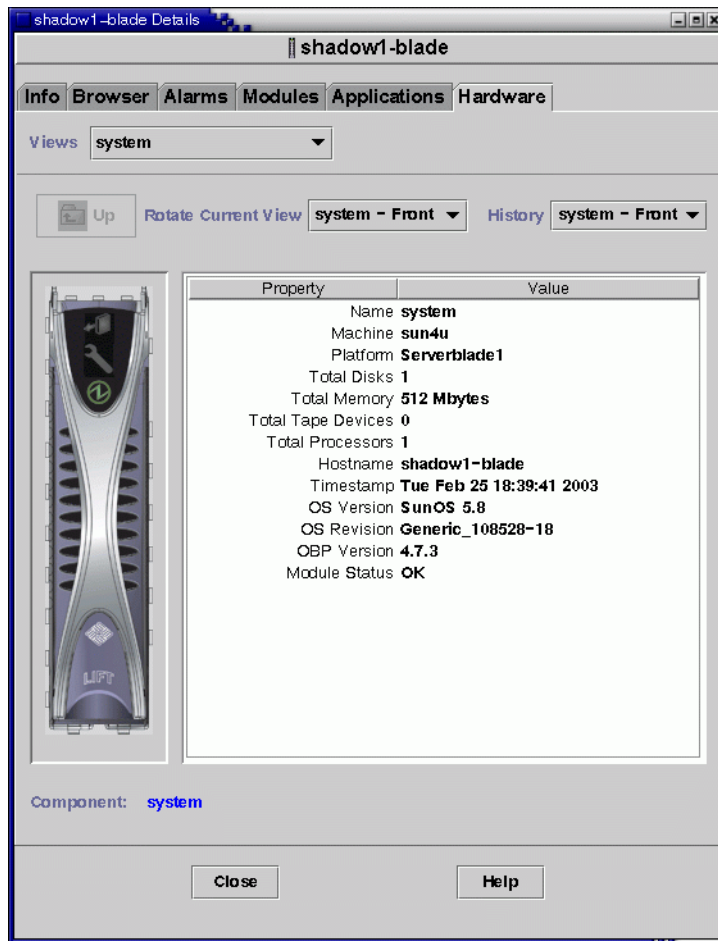 shadow1-blade Details
shadow1-blade
Info Browser Alarms Modules Applications Hardware
Views system
Up Rotate Current View system - Front History system - Front
Property Value
Name system
Machine sun4u
Platform Serverblade1
Total Disks 1
Total Memory 512 Mbytes
Total Tape Devices 0
Total Processors 1
Hostname shadow1-blade
Timestamp Tue Feb 25 18:39:41 2003
OS Version SunOS 5.8
OS Revision Generic_108528-18
OBP Version 4.7.3
Module Status OK
LIFT
Component: system
Close Help